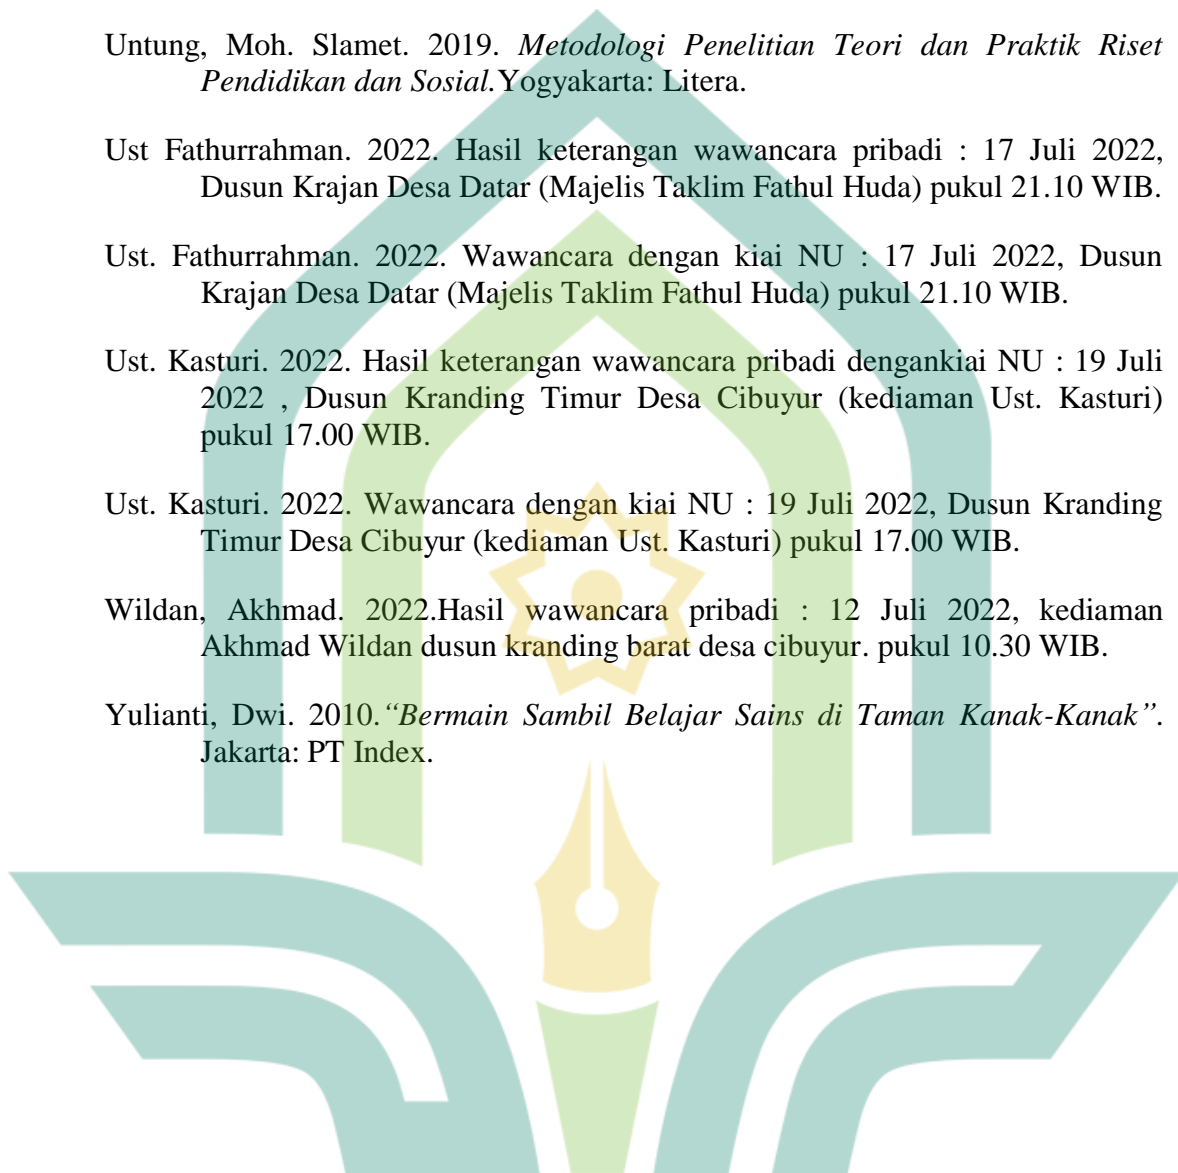 Untung, Moh. Slamet. 2019. Metodologi Penelitian Teori dan Praktik Riset
Pendidikan dan Sosial.Yogyakarta: Litera.
Ust Fathurrahman. 2022. Hasil keterangan wawancara pribadi : 17 Juli 2022,
Dusun Krajan Desa Datar (Majelis Taklim Fathul Huda) pukul 21.10 WIB.
Ust. Fathurrahman. 2022. Wawancara dengan kiai NU : 17 Juli 2022, Dusun
Krajan Desa Datar (Majelis Taklim Fathul Huda) pukul 21.10 WIB.
Ust. Kasturi. 2022. Hasil keterangan wawancara pribadi dengankiai NU : 19 Juli
2022 , Dusun Kranding Timur Desa Cibuyur (kediaman Ust. Kasturi)
pukul 17.00 WIB.
Ust. Kasturi. 2022. Wawancara dengan kiai NU : 19 Juli 2022, Dusun Kranding
Timur Desa Cibuyur (kediaman Ust. Kasturi) pukul 17.00 WIB.
Wildan, Akhmad. 2022.Hasil wawancara pribadi : 12 Juli 2022, kediaman
Akhmad Wildan dusun kranding barat desa cibuyur. pukul 10.30 WIB.
Yulianti, Dwi. 2010.“Bermain Sambil Belajar Sains di Taman Kanak-Kanak”.
Jakarta: PT Index.